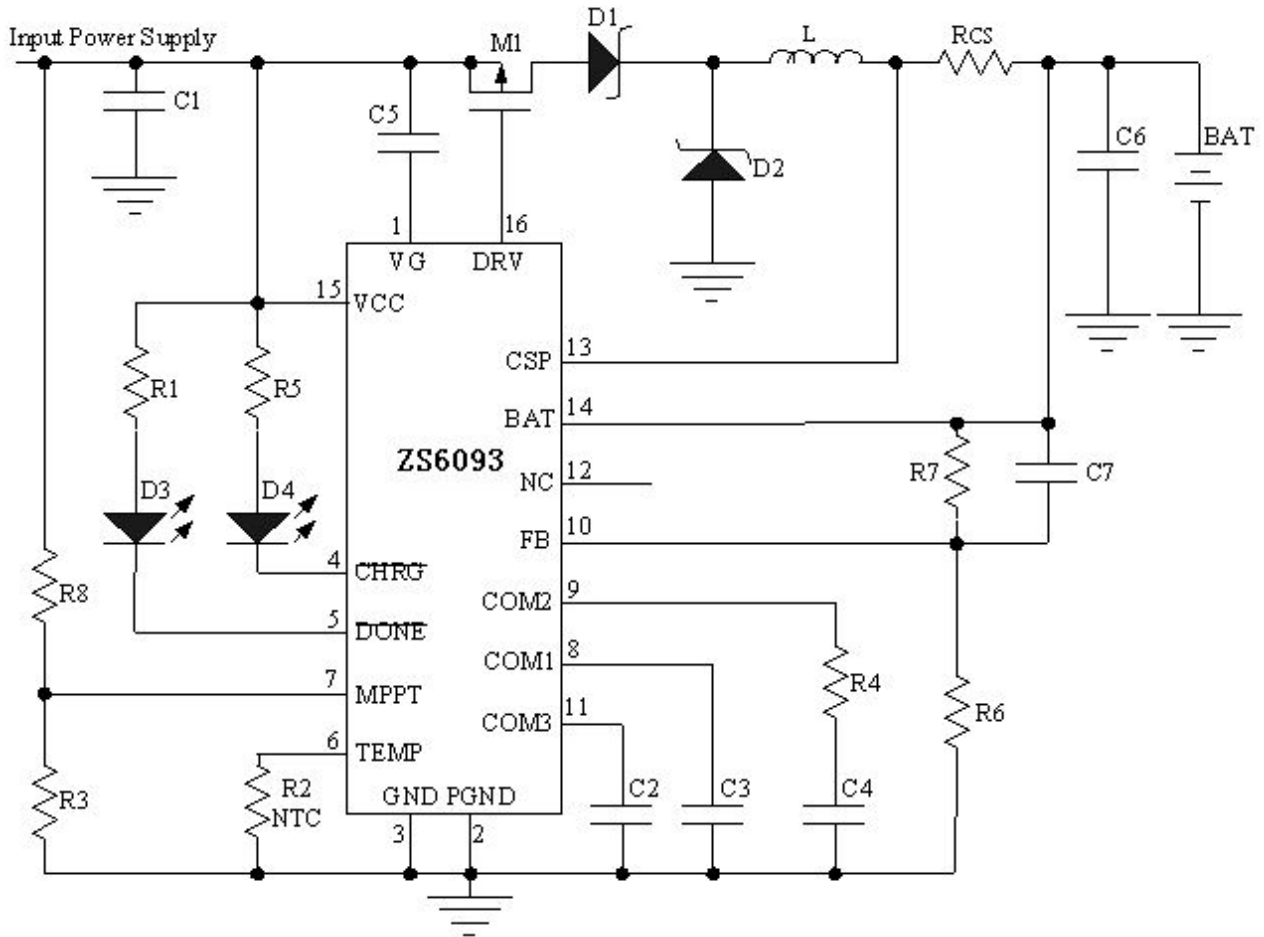 Input Power Supply
M1
D1
L
RCS
C1
C5
D2
C6
BAT
1
16
VG
DRV
15
VCC
R1
R5
CSP
13
BAT
14
ZS6093
NC
12
R7
C7
D3
D4
FB
10
4
CHRG
R8
COM2
9
5
DONE
COM1
8
R4
7
MPPT
COM3
11
R6
6
TEMP
R3
R2
NTC
GND
PGND
C2
C3
C4
3
2